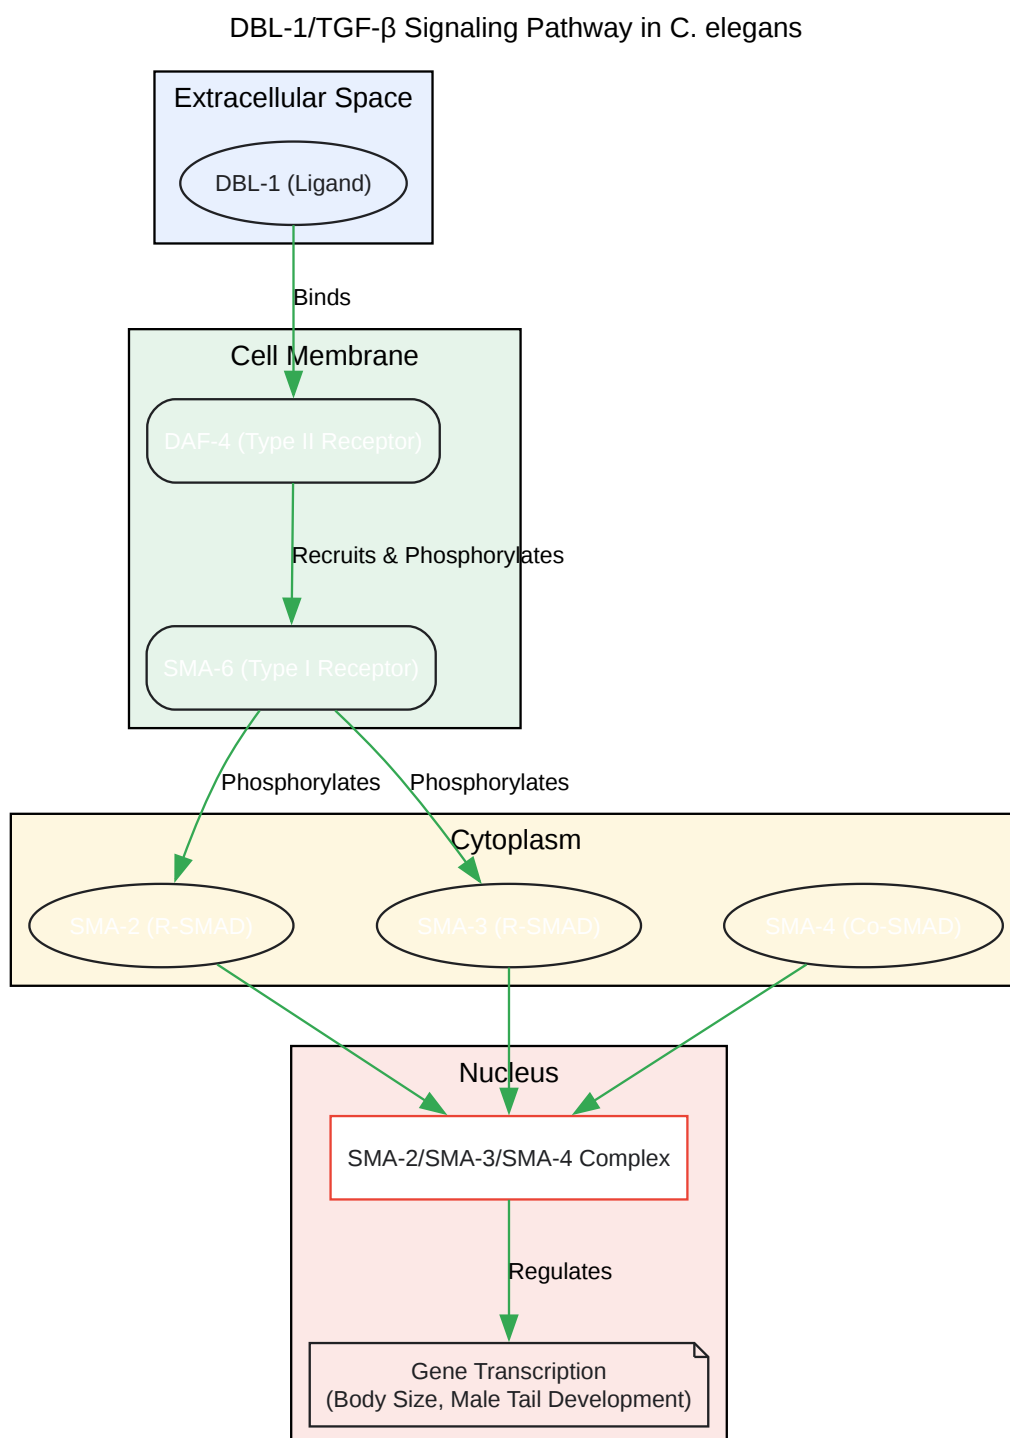 DBL-1/TGF-β Signaling Pathway in C. elegans
Extracellular Space
DBL-1 (Ligand)
Binds
Cell Membrane
DAF-4 (Type II Receptor)
Recruits & Phosphorylates
SMA-6 (Type I Receptor)
Phosphorylates
Phosphorylates
Cytoplasm
SMA-2 (R-SMAD)
SMA-3 (R-SMAD)
SMA-4 (Co-SMAD)
Nucleus
SMA-2/SMA-3/SMA-4 Complex
Regulates
Gene Transcription
(Body Size, Male Tail Development)